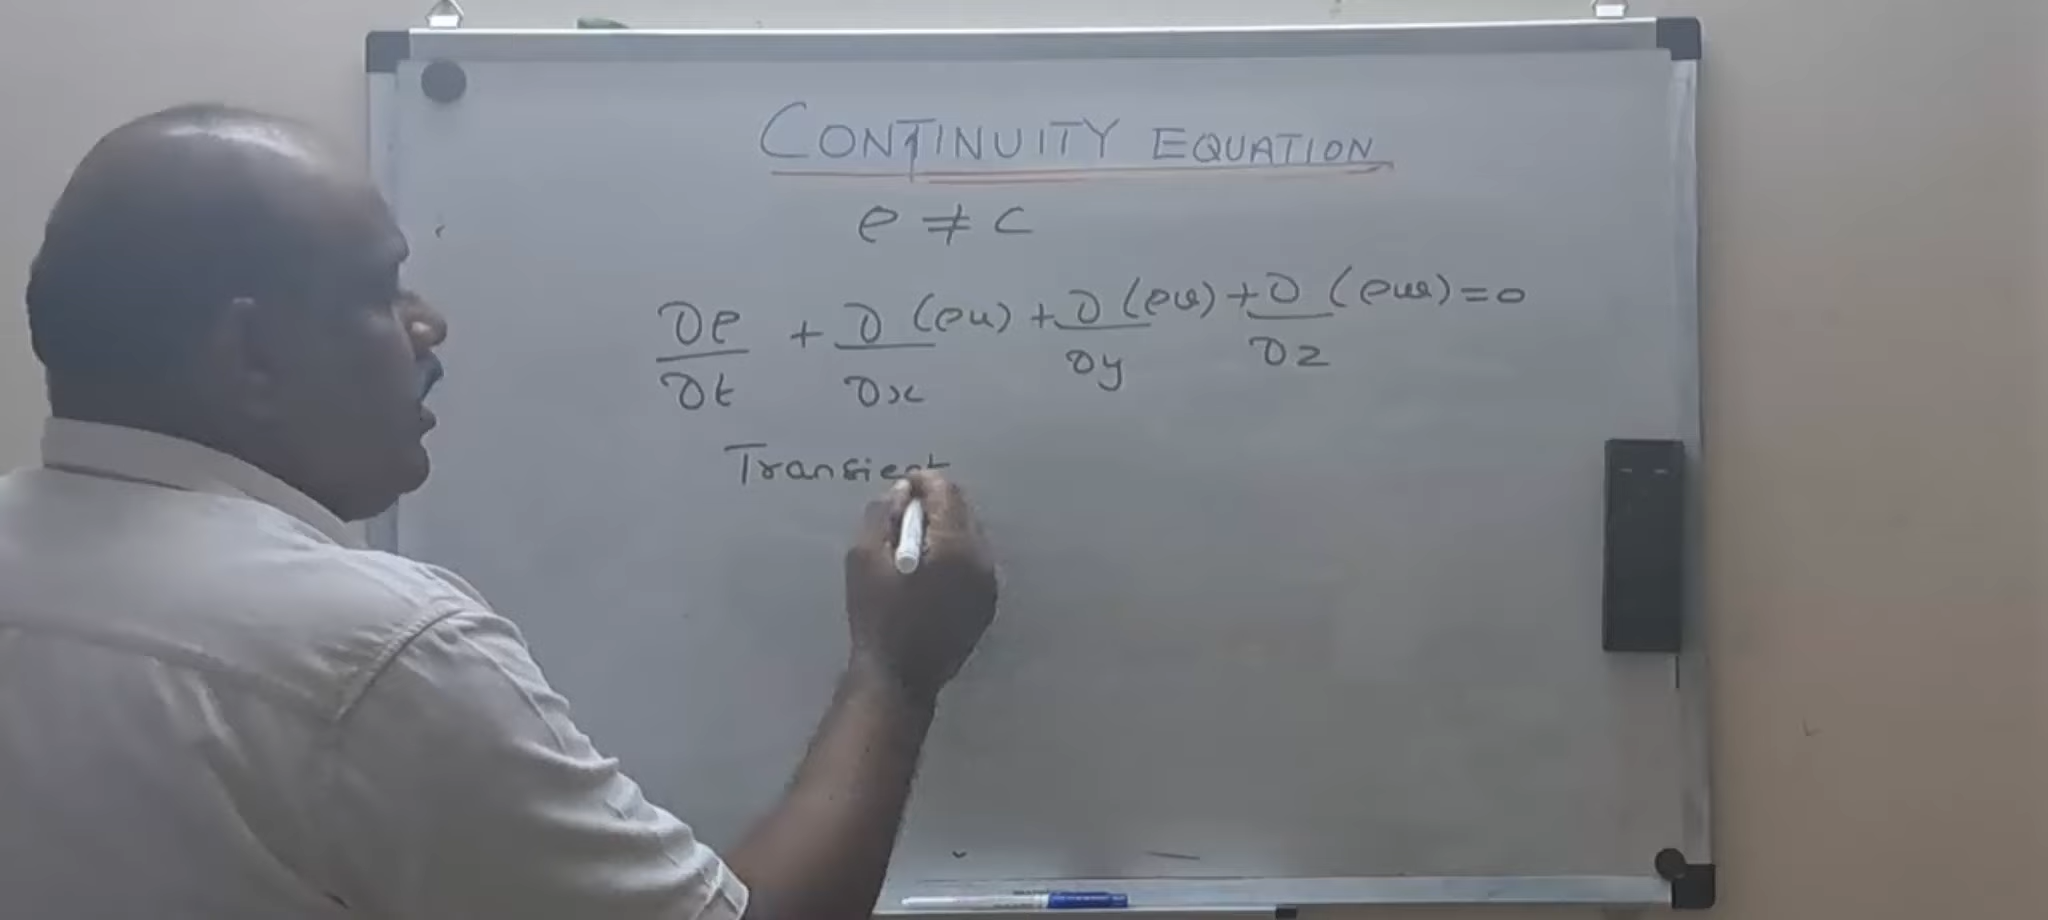 CONTINUITY EQUATION
ρ ≠ c
∂ρ/∂t + ∂/∂x (ρu) + ∂/∂y (ρv) + ∂/∂z (ρw) = 0
Transient